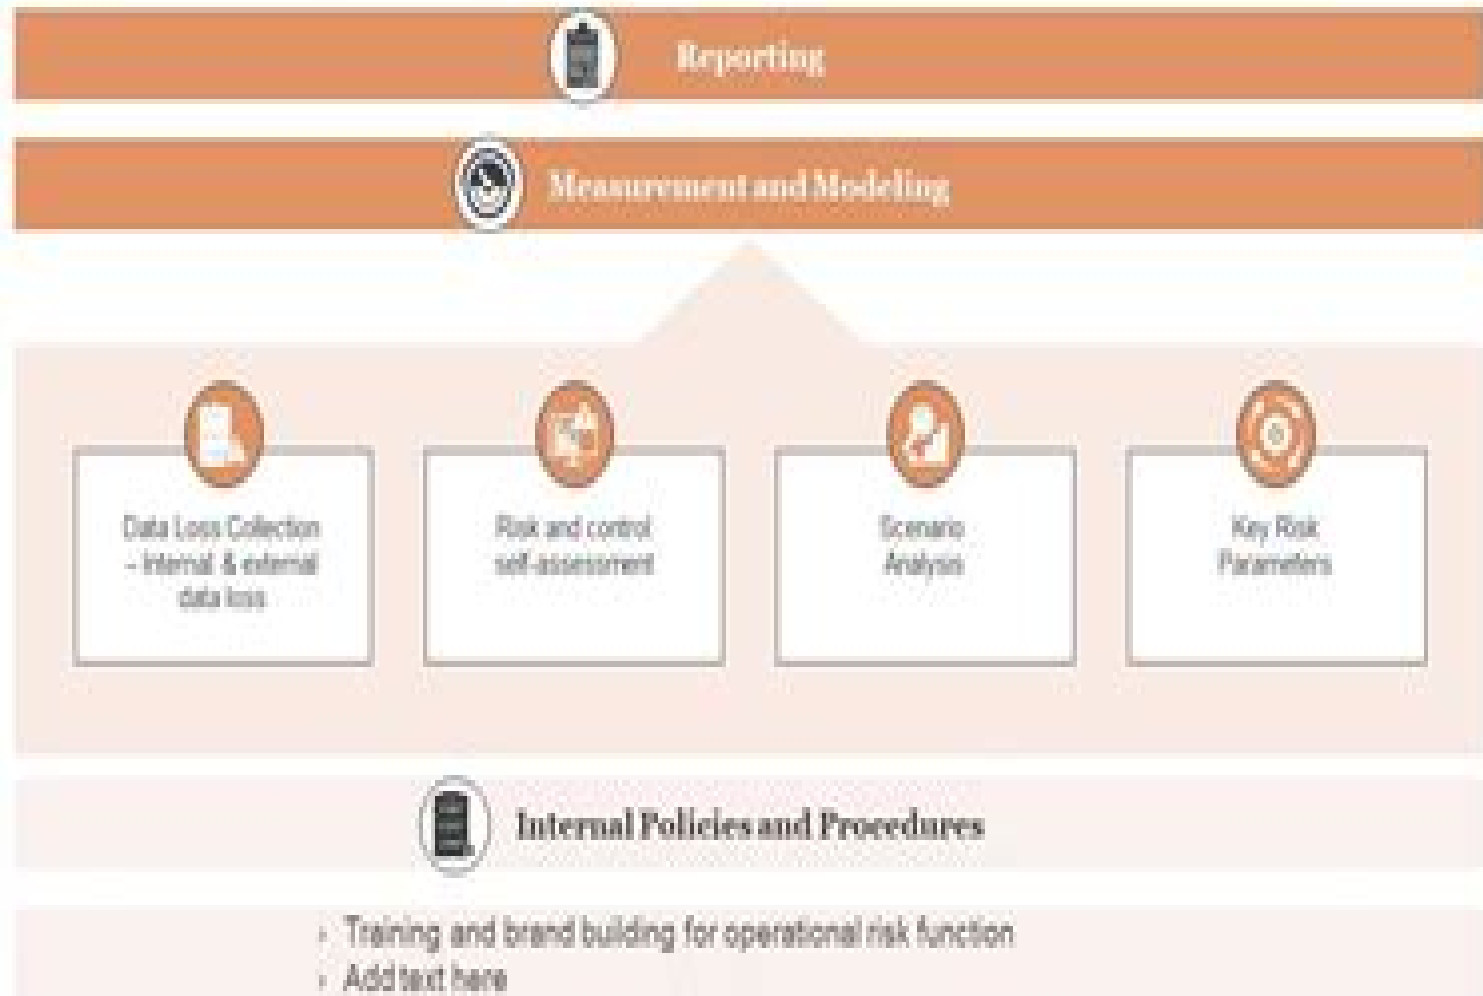 Reporting
Measurement and Modeling
Data Loss Collection
– Internal & external
data loss
Risk and control
self-assessment
Scenario
Analysis
Key Risk
Parameters
Internal Policies and Procedures
› Training and brand building for operational risk function
› Add text here